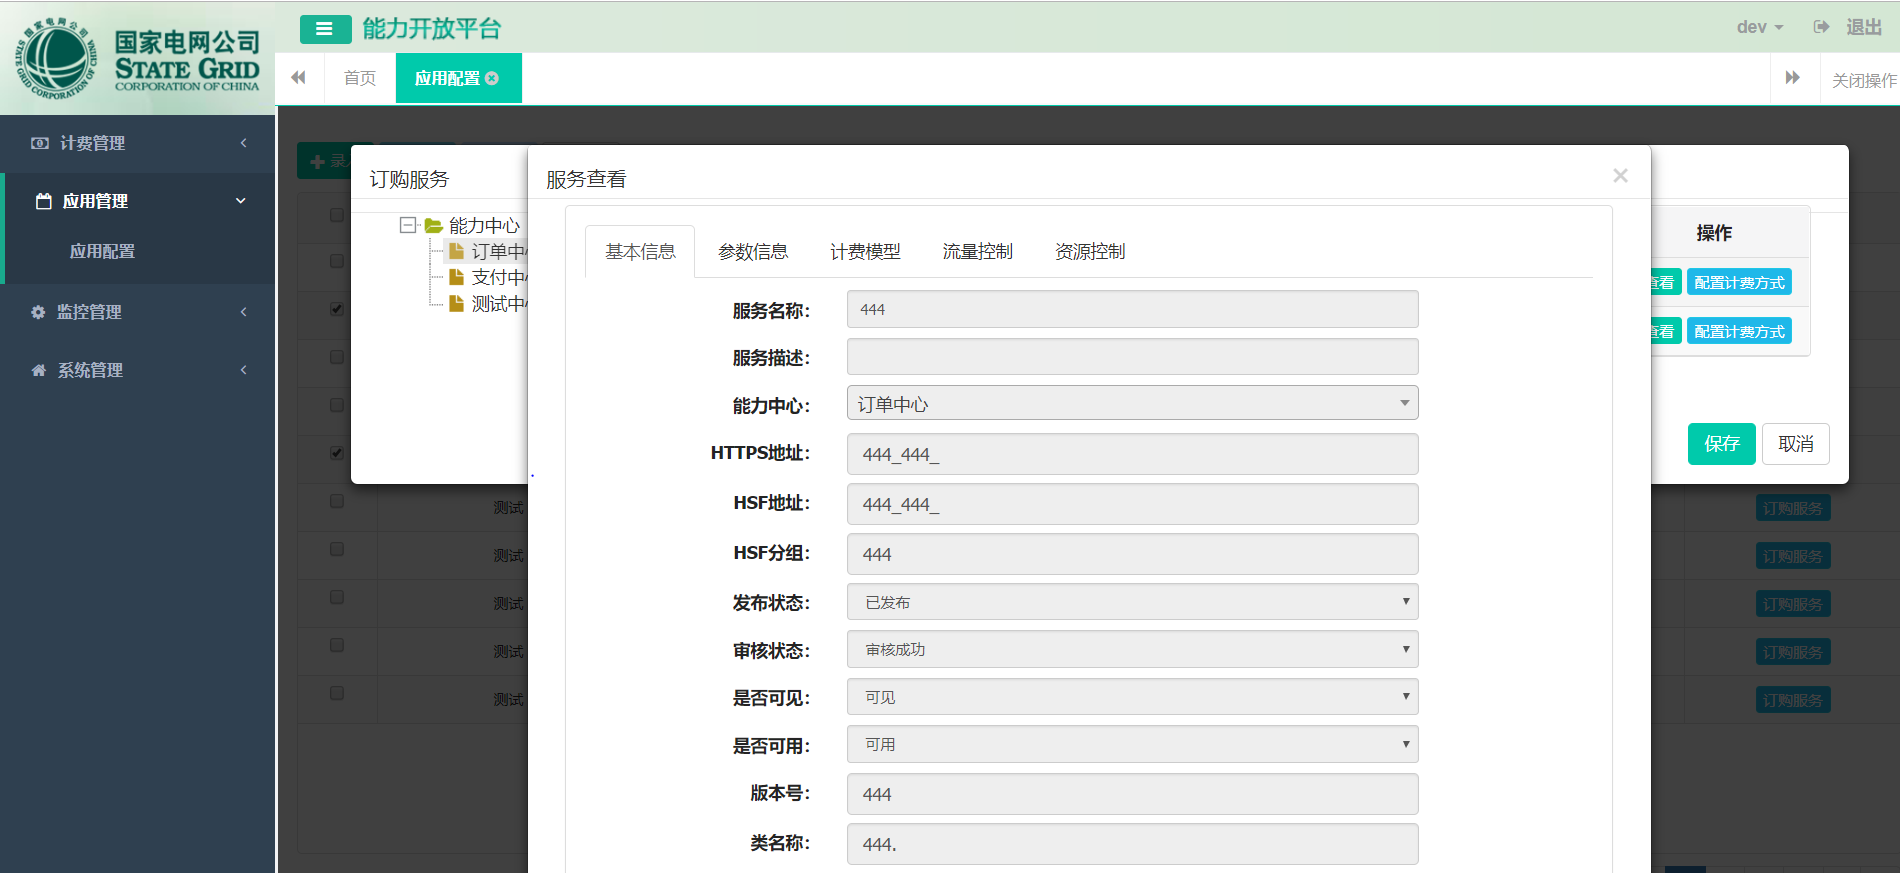 国家电网公司
STATE GRID
CORPORATION OF CHINA
能力开放平台
dev
退出
首页
应用配置
关闭操作
计费管理
应用管理
应用配置
监控管理
系统管理
订购服务
能力中心
订单中
支付中
测试中
服务查看
基本信息
参数信息
计费模型
流量控制
资源控制
服务名称：
444
服务描述：
能力中心：
订单中心
HTTPS地址：
444_444_
HSF地址：
444_444_
HSF分组：
444
发布状态：
已发布
审核状态：
审核成功
是否可见：
可见
是否可用：
可用
版本号：
444
类名称：
444.
操作
查看
配置计费方式
查看
配置计费方式
保存
取消
测试
订购服务
测试
订购服务
测试
订购服务
测试
订购服务
测试
订购服务